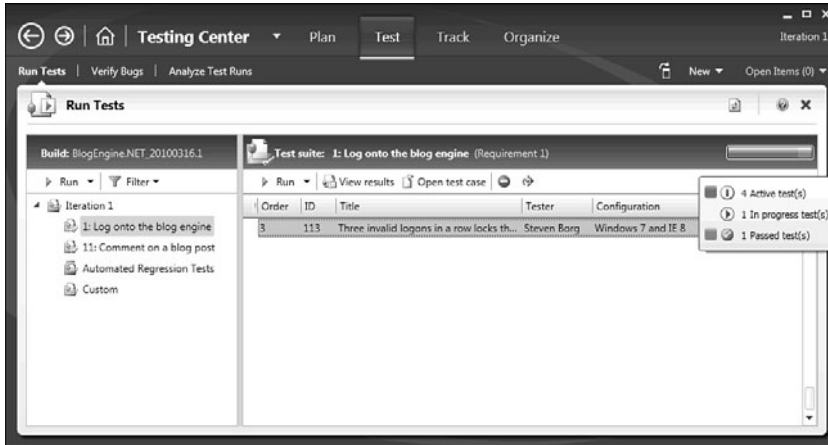 Testing Center Plan Test Track Organize Iteration 1
Run Tests Verify Bugs Analyze Test Runs New Open Items (0)
Run Tests
Build: BlogEngine.NET_20100316.1
Run Filter
Iteration 1
1: Log onto the blog engine
11: Comment on a blog post
Automated Regression Tests
Custom
Test suite: 1: Log onto the blog engine (Requirement 1)
Run View results Open test case
Order ID Title Tester Configuration
3 113 Three invalid logons in a row locks th... Steven Borg Windows 7 and IE 8
4 Active test(s)
1 In progress test(s)
1 Passed test(s)